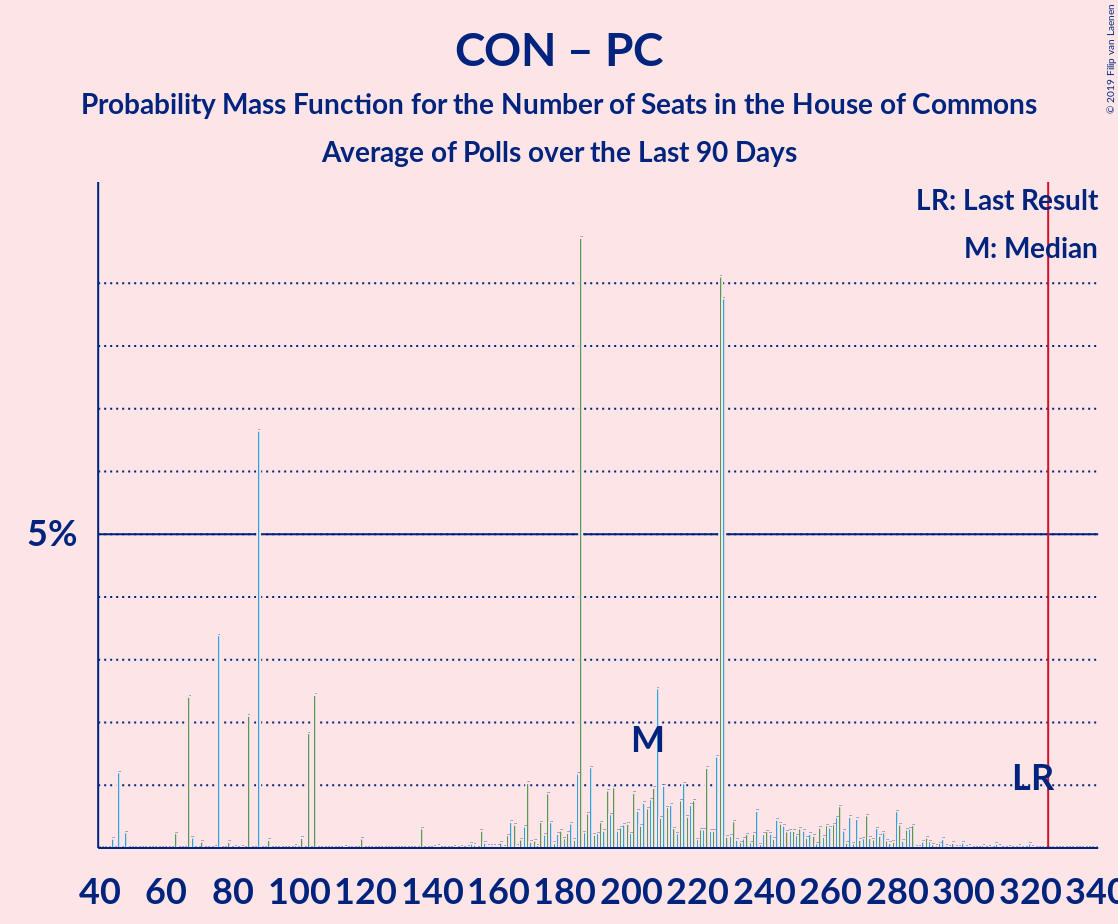 CON – PC
Probability Mass Function for the Number of Seats in the House of Commons
Average of Polls over the Last 90 Days
© 2019 Filip van Laenen
LR: Last Result
M: Median
5%
M
LR
40 60 80 100 120 140 160 180 200 220 240 260 280 300 320 340